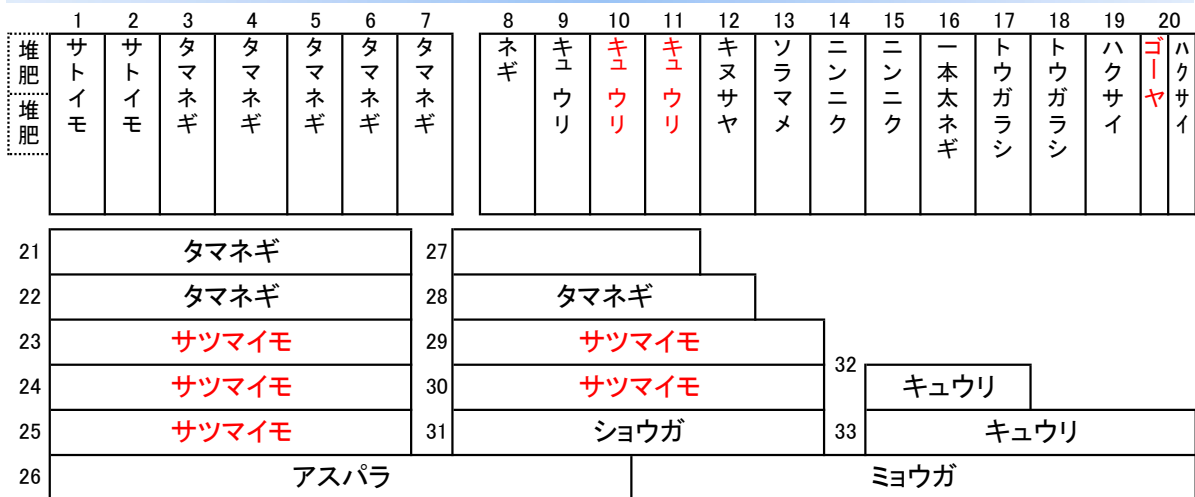 1 2 3 4 5 6 7 8 9 10 11 12 13 14 15 16 17 18 19 20
堆肥
堆肥
サトイモ
サトイモ
タマネギ
タマネギ
タマネギ
タマネギ
タマネギ
ネギ
キュウリ
キュウリ
キュウリ
キヌサヤ
ソラマメ
ニンニク
ニンニク
一本太ネギ
トウガラシ
トウガラシ
ハクサイ
ゴーヤ
ハクサイ
21 タマネギ 27
22 タマネギ 28 タマネギ
23 サツマイモ 29 サツマイモ
24 サツマイモ 30 サツマイモ 32 キュウリ
25 サツマイモ 31 ショウガ 33 キュウリ
26 アスパラ ミョウガ